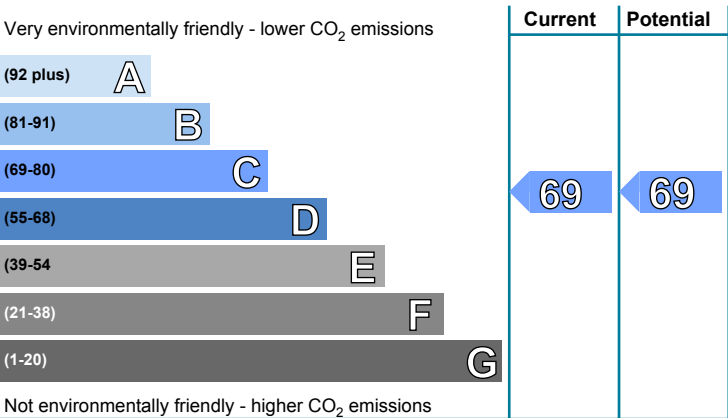 Current Potential
Very environmentally friendly - lower CO2 emissions
(92 plus) A
(81-91) B
(69-80) C
69 69
(55-68) D
(39-54 E
(21-38) F
(1-20) G
Not environmentally friendly - higher CO2 emissions